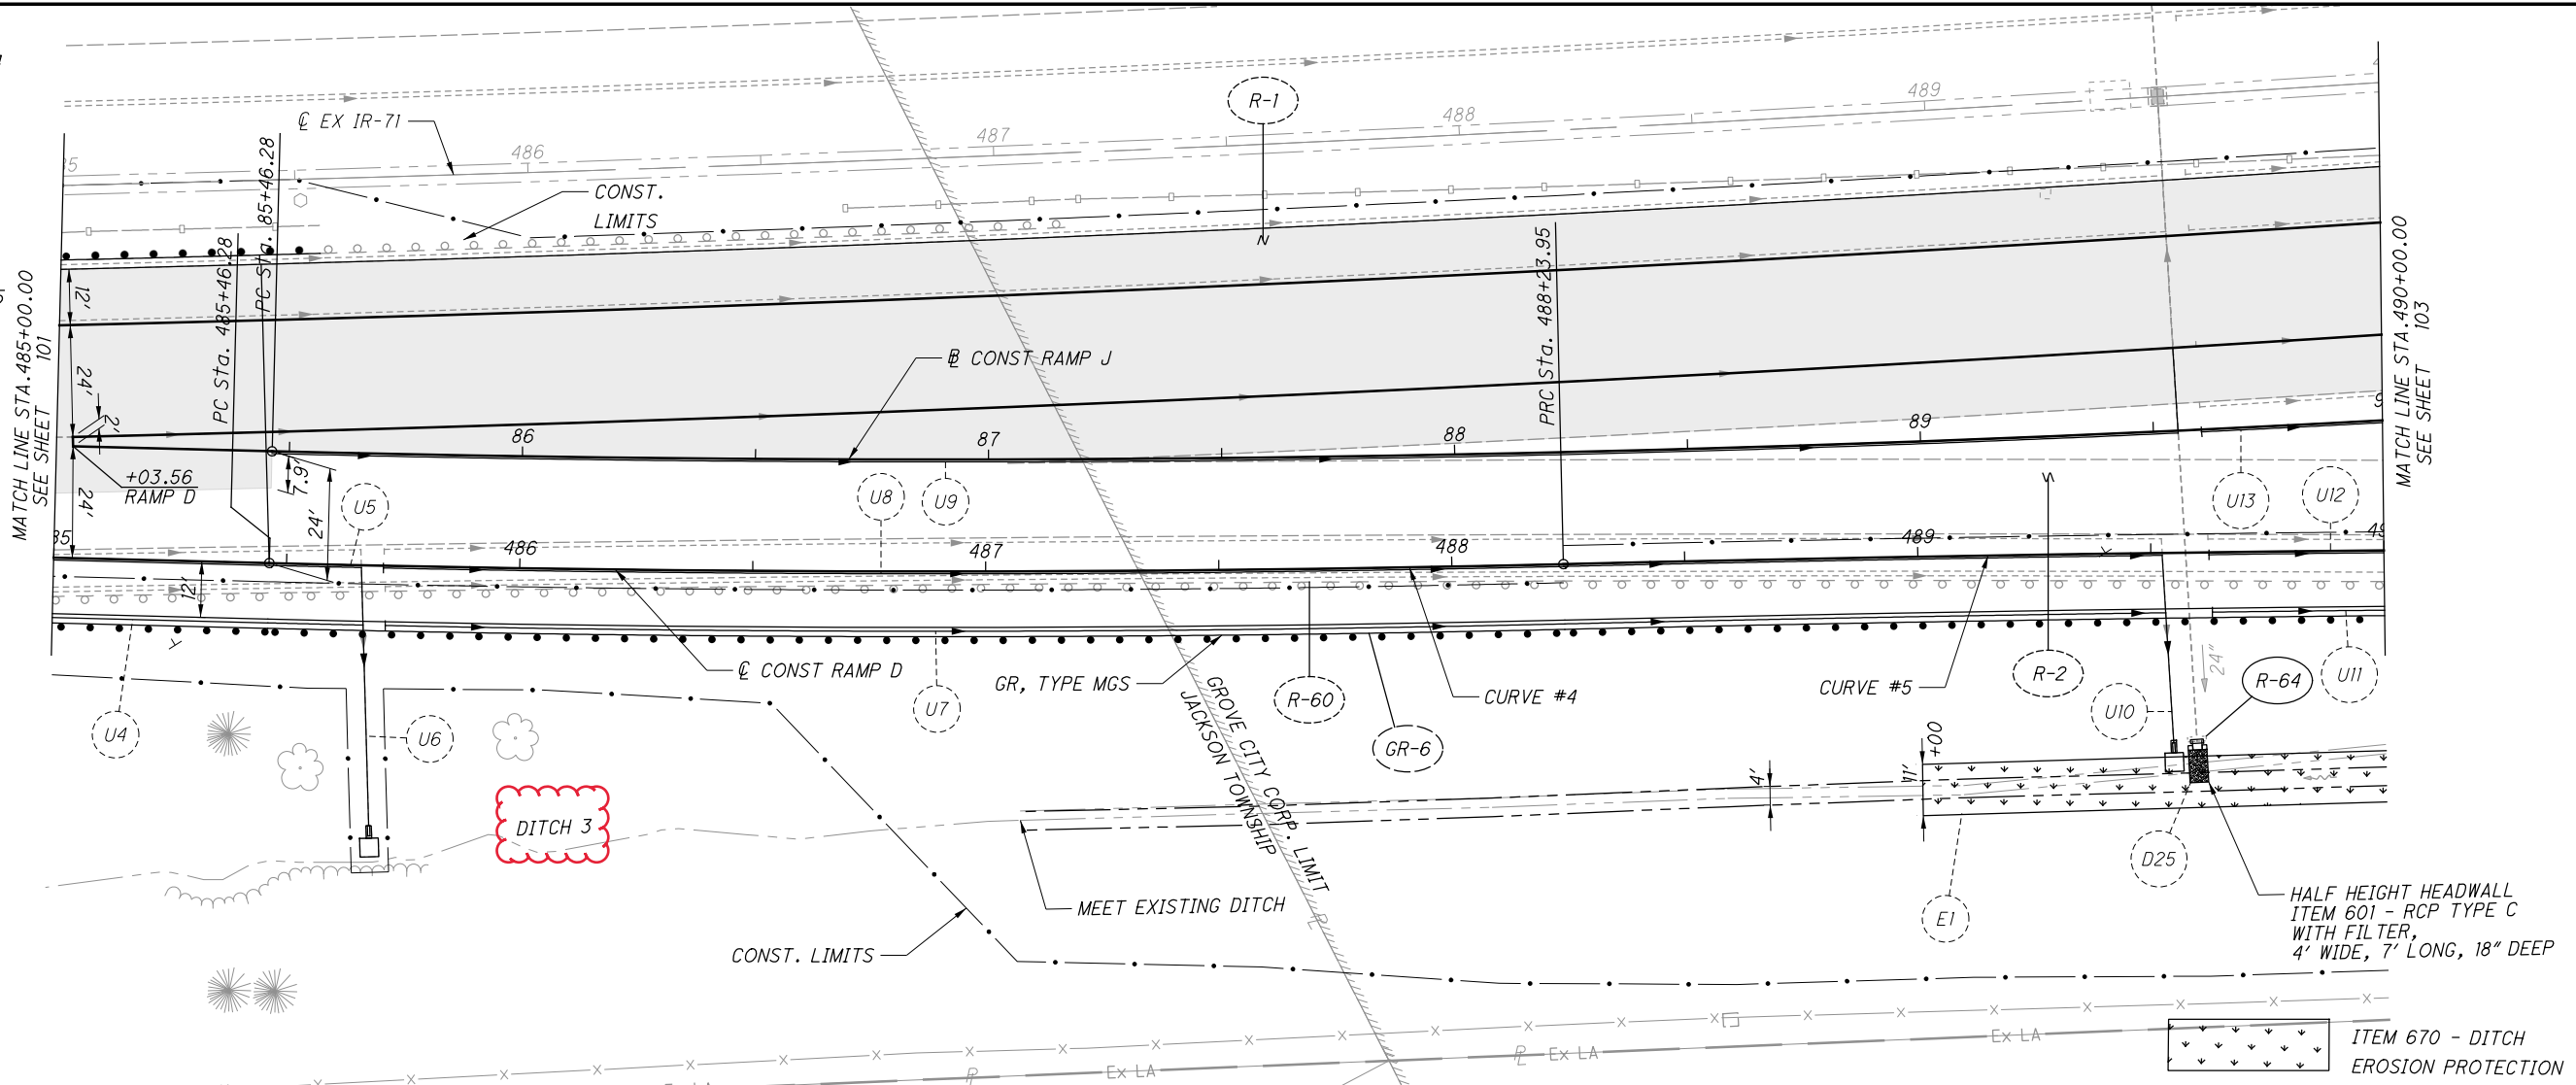 R-1
489
488
487
486
℄ EX IR-71
CONST.
LIMITS
PC Sta. 85+46.28
PC Sta. 485+46.28
PRC Sta. 488+23.95
MATCH LINE STA.485+00.00
SEE SHEET 101
MATCH LINE STA.490+00.00
SEE SHEET 103
12'
24'
2'
24'
+03.56
RAMP D
7.9'
24'
12'
CONST RAMP J
86
87
88
89
U5
U8
U9
U13
U12
486
487
488
489
℄ CONST RAMP D
GR, TYPE MGS
R-60
CURVE #4
CURVE #5
R-2
24"
R-64
U11
U4
U6
U7
GR-6
U10
GROVE CITY CORP. LIMIT
JACKSON TOWNSHIP
DITCH 3
4'
11'
+00
MEET EXISTING DITCH
CONST. LIMITS
E1
D25
HALF HEIGHT HEADWALL
ITEM 601 - RCP TYPE C
WITH FILTER,
4' WIDE, 7' LONG, 18" DEEP
Ex LA
Ex LA
Ex LA
ITEM 670 - DITCH
EROSION PROTECTION